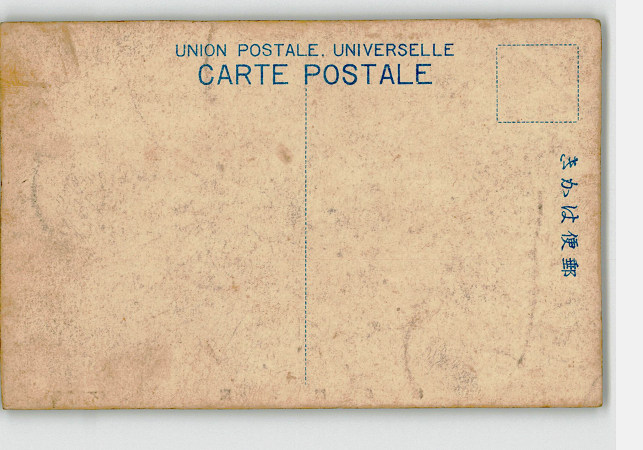 UNION POSTALE. UNIVERSELLE
CARTE POSTALE
郵便はかき